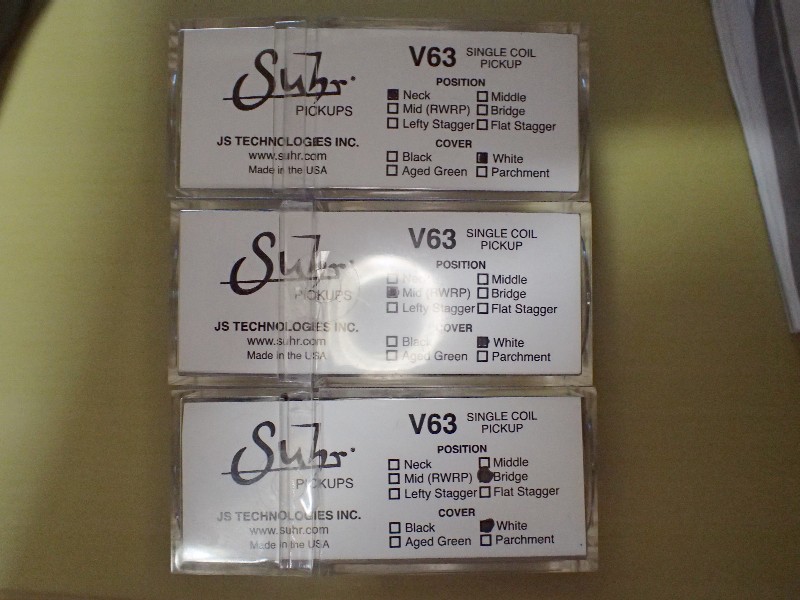 Suhr.
PICKUPS
JS TECHNOLOGIES INC.
www.suhr.com
Made in the USA
V63 SINGLE COIL
PICKUP
POSITION
Neck Middle
Mid (RWRP) Bridge
Lefty Stagger Flat Stagger
COVER
Black White
Aged Green Parchment
Suhr.
PICKUPS
JS TECHNOLOGIES INC.
www.suhr.com
Made in the USA
V63 SINGLE COIL
PICKUP
POSITION
Neck Middle
Mid (RWRP) Bridge
Lefty Stagger Flat Stagger
COVER
Black White
Aged Green Parchment
Suhr.
PICKUPS
JS TECHNOLOGIES INC.
www.suhr.com
Made in the USA
V63 SINGLE COIL
PICKUP
POSITION
Neck Middle
Mid (RWRP) Bridge
Lefty Stagger Flat Stagger
COVER
Black White
Aged Green Parchment